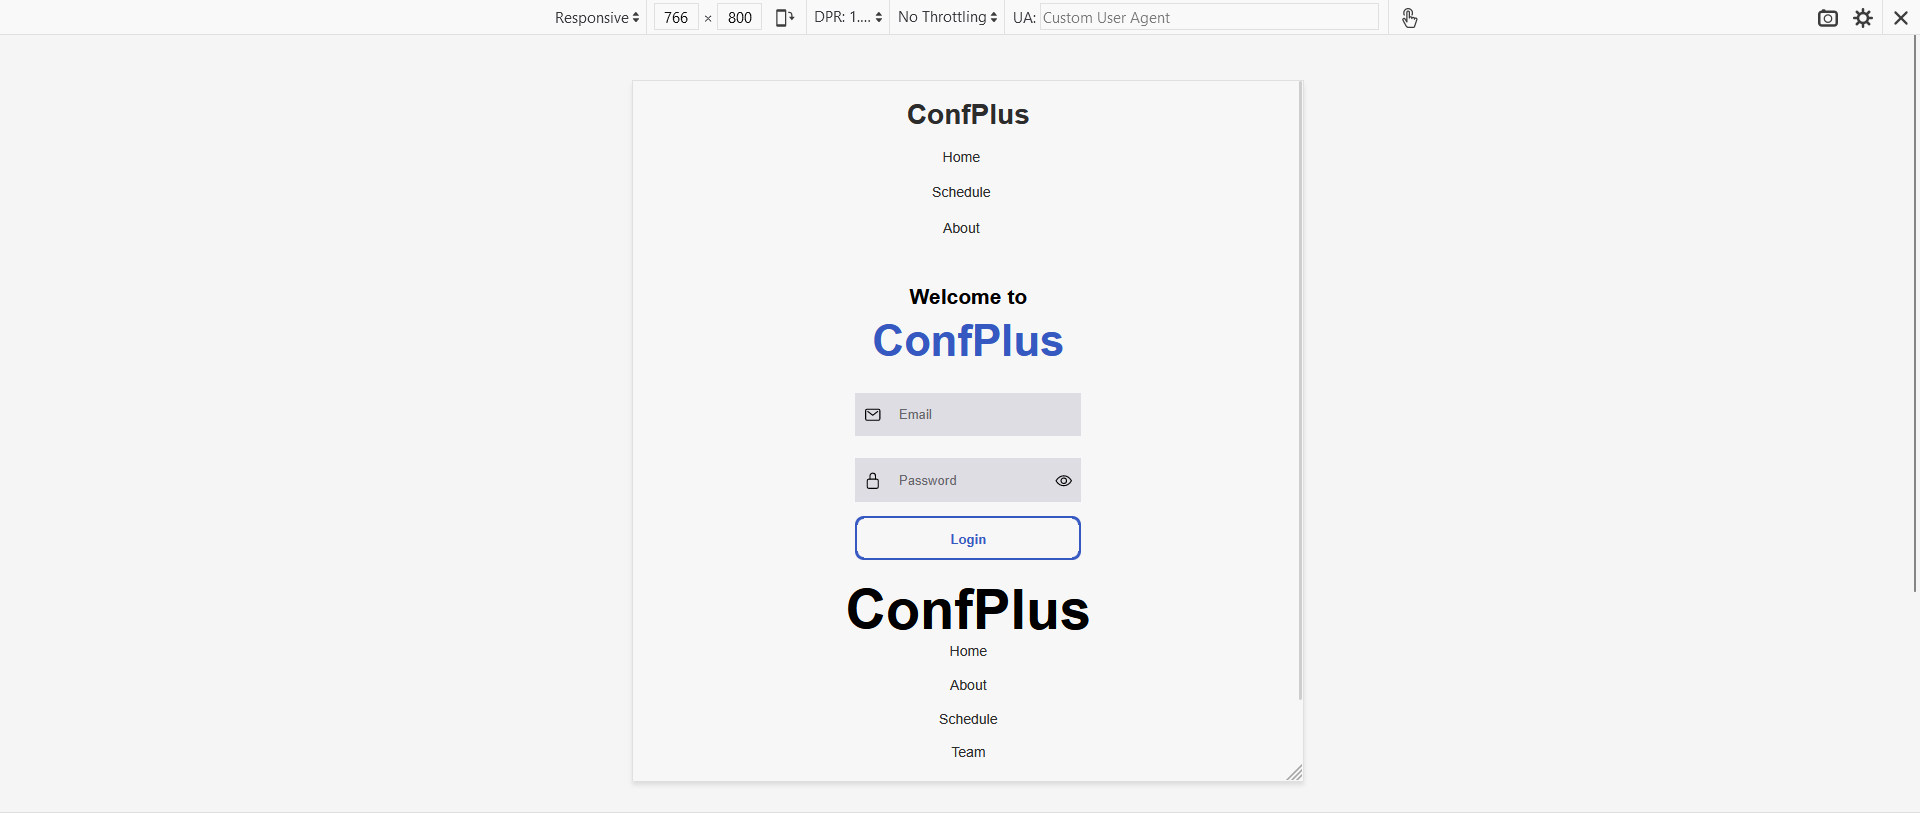 Responsive 766 × 800 DPR: 1.... No Throttling UA: Custom User Agent
ConfPlus
Home
Schedule
About
Welcome to
ConfPlus
Email
Password
Login
ConfPlus
Home
About
Schedule
Team